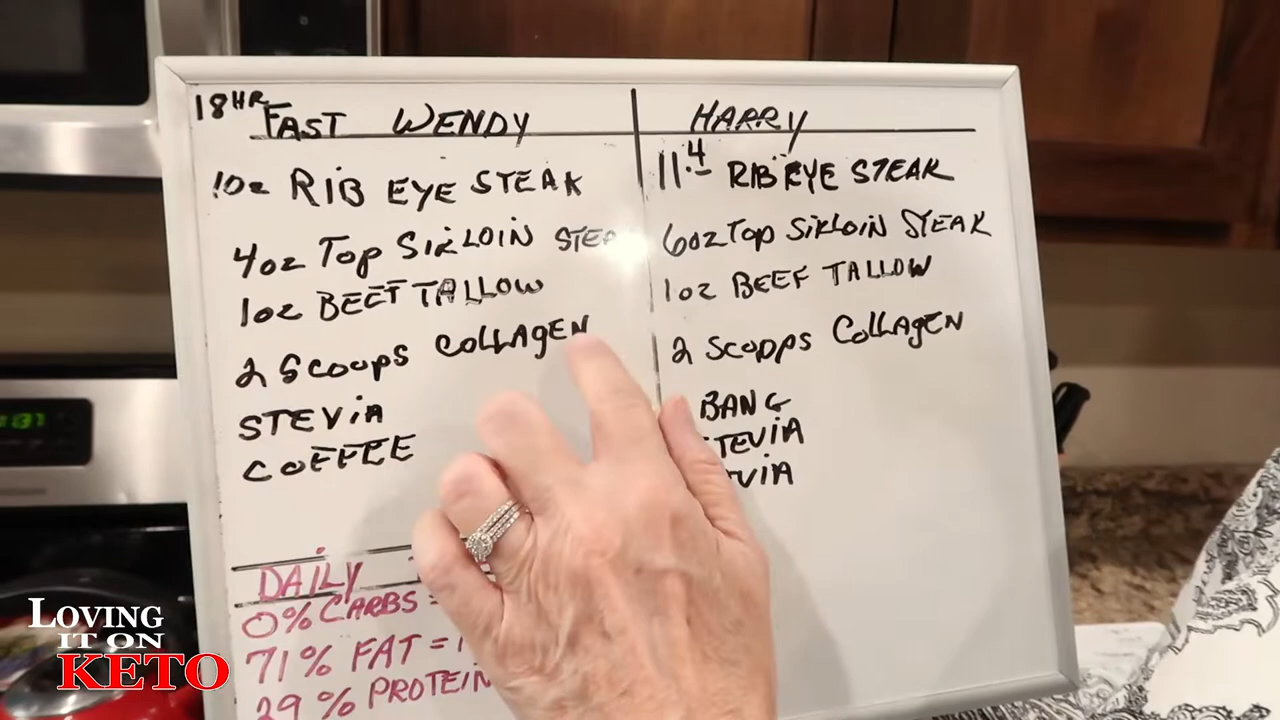 18HR FAST WENDY
10z RIB EYE STEAK
4oz TOP SIRLOIN STEA
1oz BEEF TALLOW
2 SCOOPS COLLAGEN
STEVIA
COFFEE
HARRY
11.4 RIBEYE STEAK
6oz TOP SIRLOIN STEAK
1oz BEEF TALLOW
2 SCOOPS COLLAGEN
BANG
TEVIA
VIA
DAILY
0% CARBS =
71% FAT =
29% PROTEIN
LOVING
IT ON
KETO